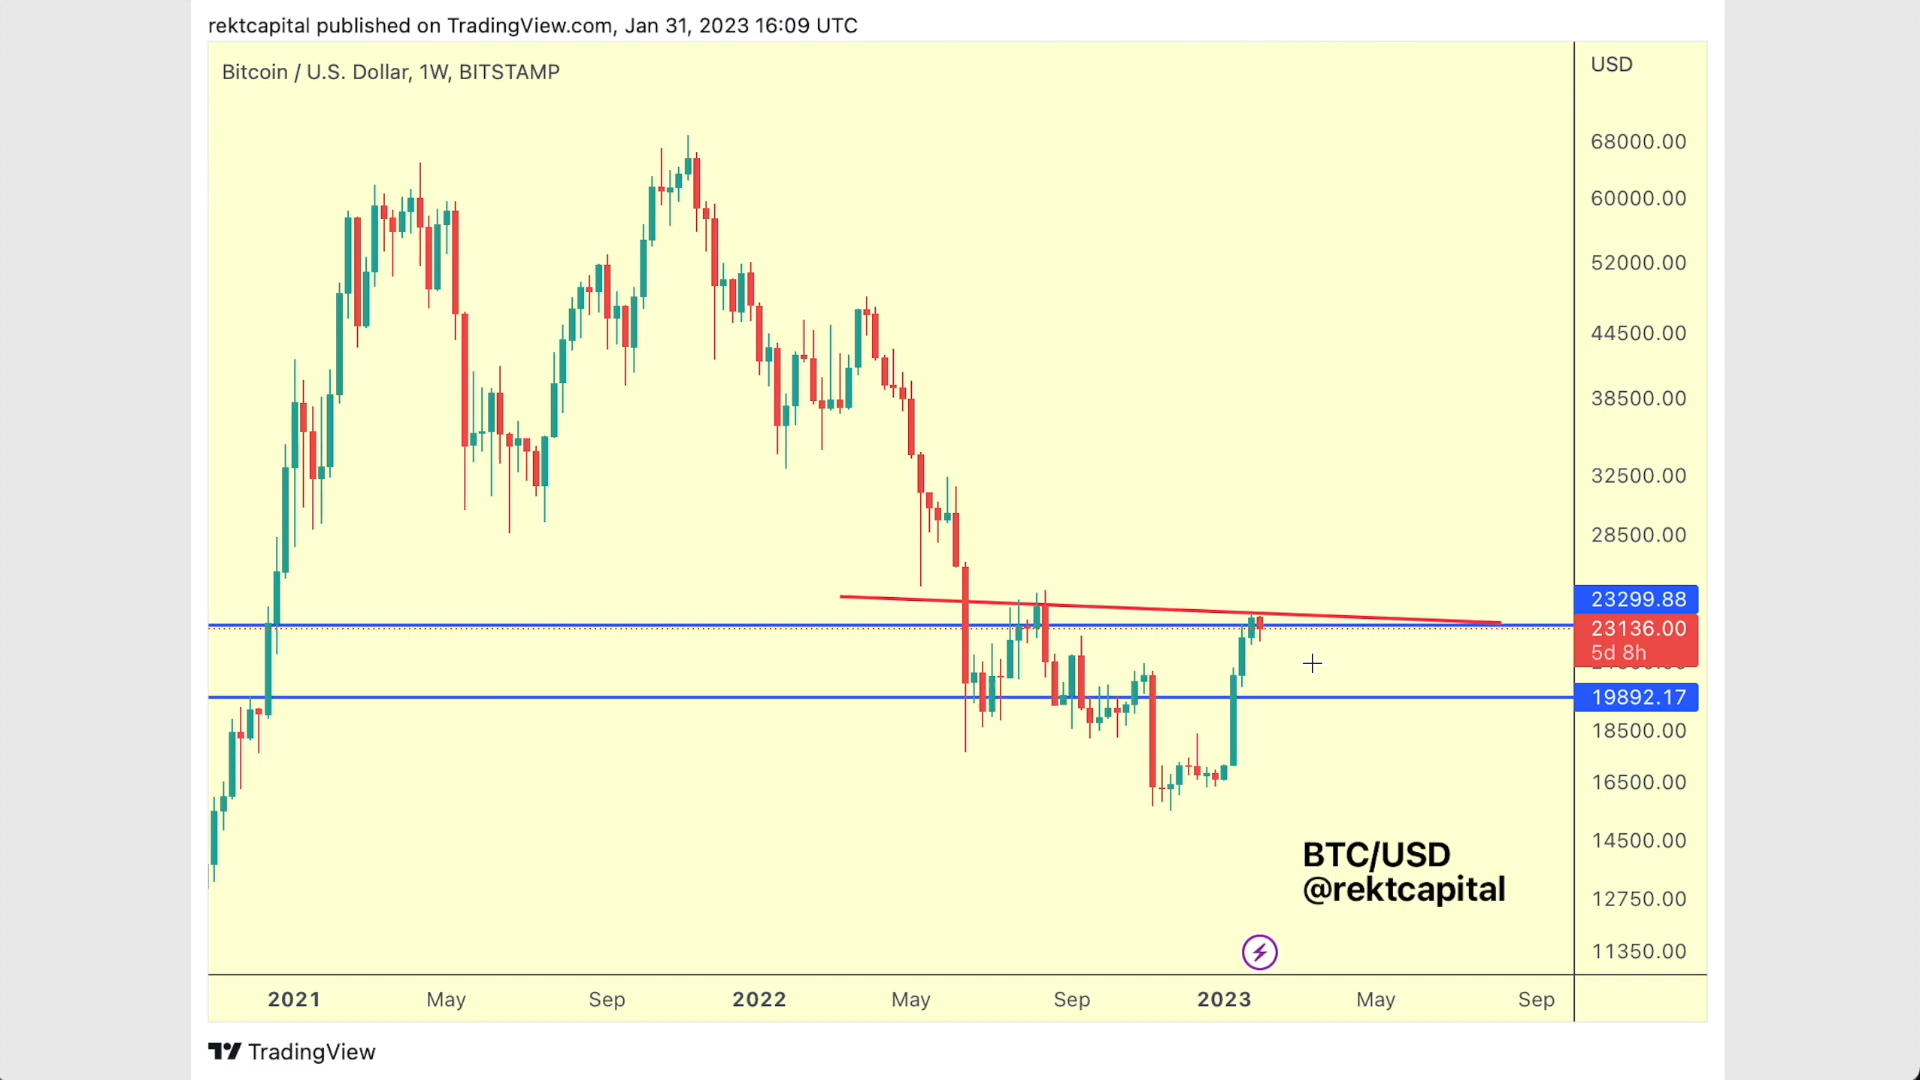 rektcapital published on TradingView.com, Jan 31, 2023 16:09 UTC
Bitcoin / U.S. Dollar, 1W, BITSTAMP
USD
68000.00
60000.00
52000.00
44500.00
38500.00
32500.00
28500.00
23299.88
23136.00
5d 8h
19892.17
18500.00
16500.00
14500.00
12750.00
11350.00
BTC/USD
@rektcapital
2021 May Sep 2022 May Sep 2023 May Sep
TradingView